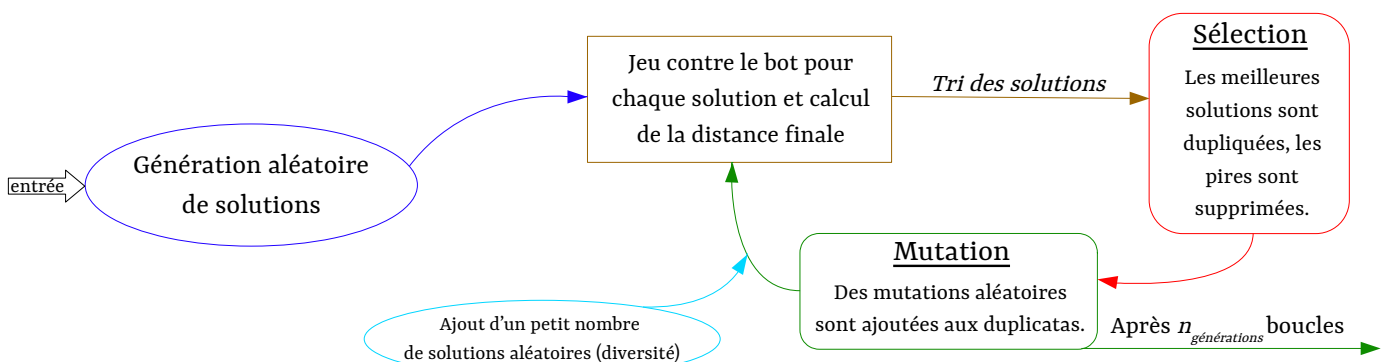 entrée
Génération aléatoire
de solutions
Jeu contre le bot pour
chaque solution et calcul
de la distance finale
Tri des solutions
Sélection
Les meilleures
solutions sont
dupliquées, les
pires sont
supprimées.
Mutation
Des mutations aléatoires
sont ajoutées aux duplicatas.
Ajout d'un petit nombre
de solutions aléatoires (diversité)
Après n générations boucles